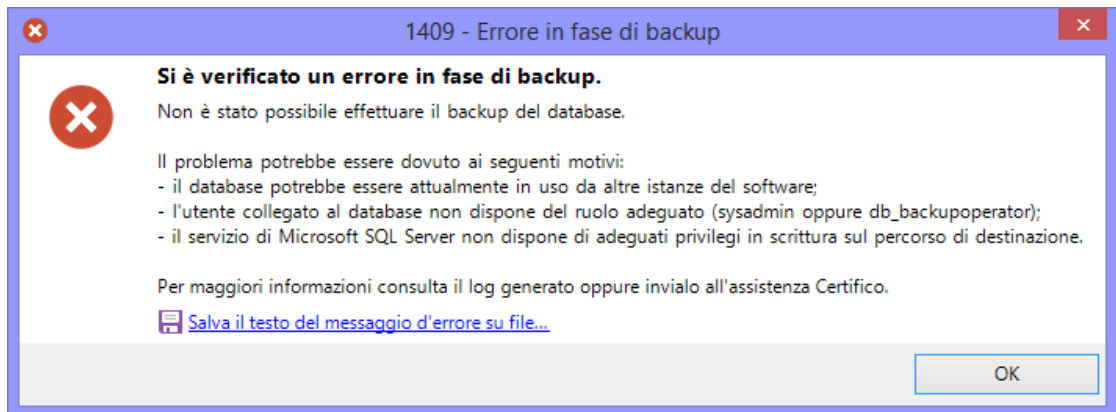 1409 - Errore in fase di backup
Si è verificato un errore in fase di backup.
Non è stato possibile effettuare il backup del database.
Il problema potrebbe essere dovuto ai seguenti motivi:
- il database potrebbe essere attualmente in uso da altre istanze del software;
- l'utente collegato al database non dispone del ruolo adeguato (sysadmin oppure db_backupoperator);
- il servizio di Microsoft SQL Server non dispone di adeguati privilegi in scrittura sul percorso di destinazione.
Per maggiori informazioni consulta il log generato oppure invialo all'assistenza Certifico.
Salva il testo del messaggio d'errore su file...
OK